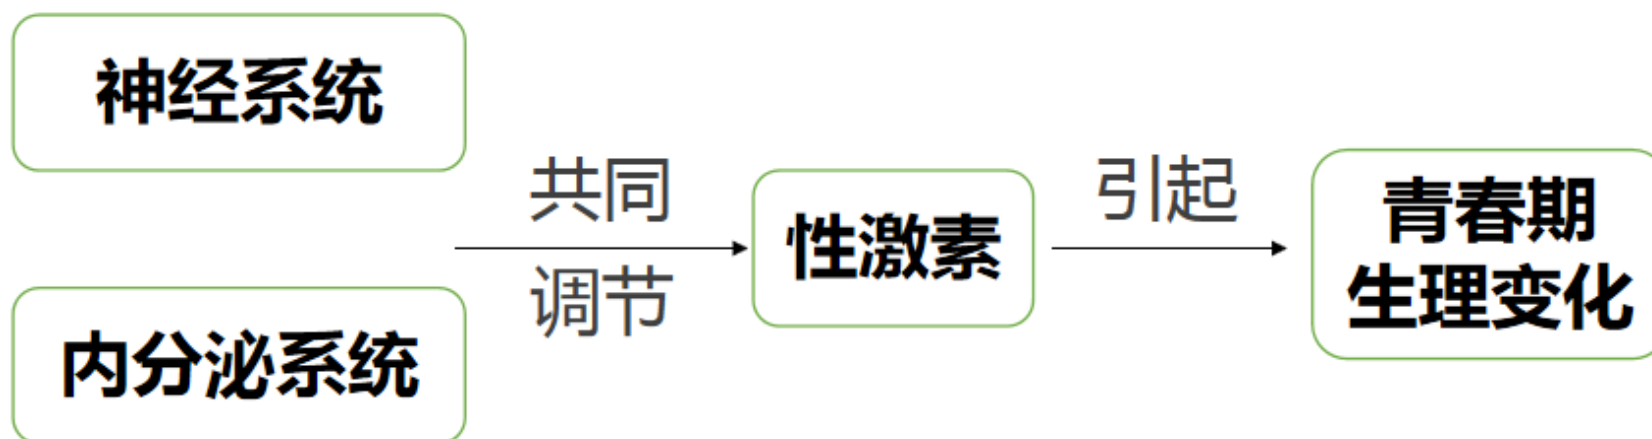 神经系统
内分泌系统
共同
调节
性激素
引起
青春期
生理变化